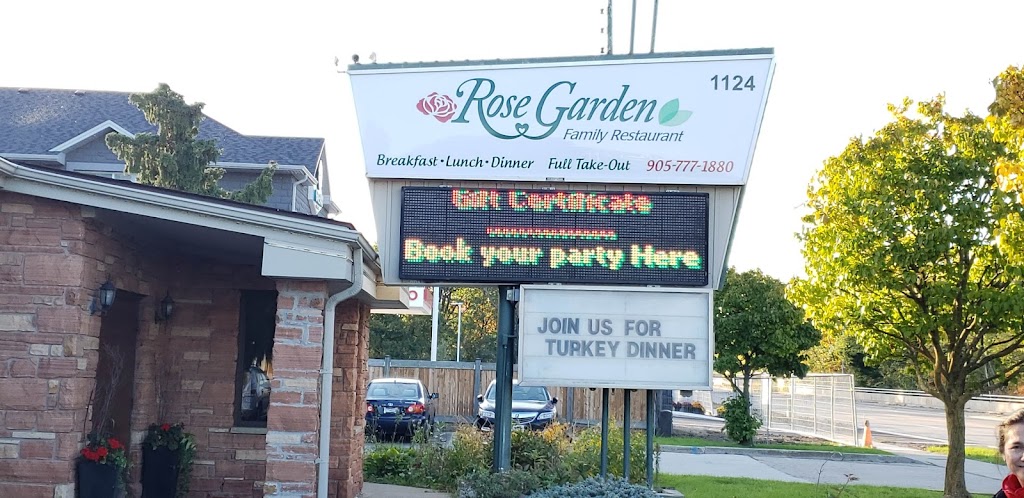 1124
Rose Garden
Family Restaurant
Breakfast • Lunch • Dinner Full Take-Out 905-777-1880
Gift Certificate
Book your party Here
JOIN US FOR
TURKEY DINNER